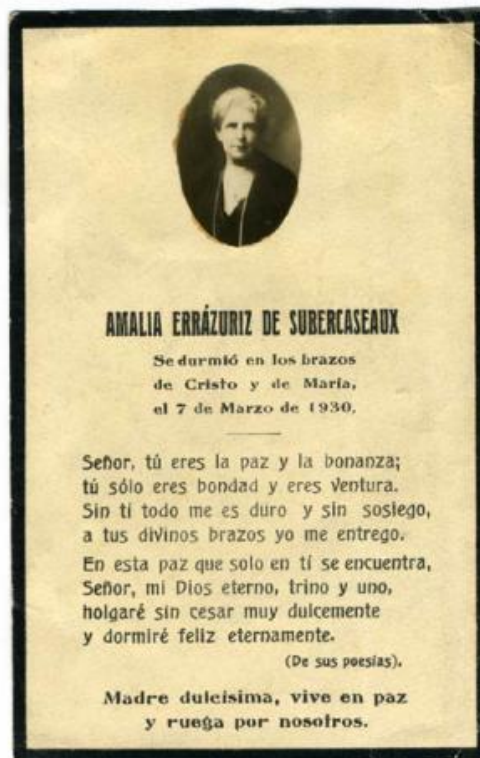 AMALIA ERRÁZURIZ DE SUBERCASEAUX
Se durmió en los brazos
de Cristo y de María,
el 7 de Marzo de 1930.
Señor, tú eres la paz y la bonanza;
tú sólo eres bondad y eres Ventura.
Sin tí todo me es duro y sin sosiego,
a tus divinos brazos yo me entrego.
En esta paz que solo en tí se encuentra,
Señor, mi Dios eterno, trino y uno,
holgaré sin cesar muy dulcemente
y dormiré feliz eternamente.
(De sus poesías).
Madre dulcísima, vive en paz
y ruega por nosotros.